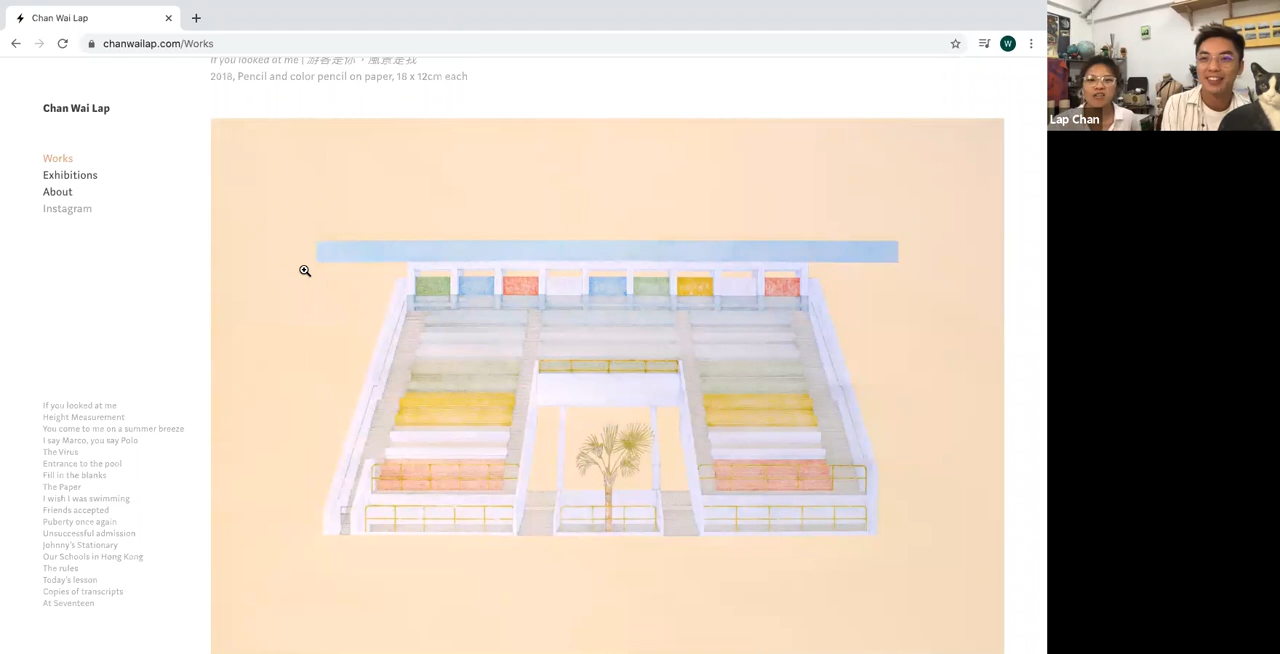 Chan Wai Lap
chanwailap.com/Works
W
If you looked at me | 游客是你，風景是我
2018, Pencil and color pencil on paper, 18 x 12cm each
Chan Wai Lap
Works
Exhibitions
About
Instagram
If you looked at me
Height Measurement
You come to me on a summer breeze
I say Marco, you say Polo
The Virus
Entrance to the pool
Fill in the blanks
The Paper
I wish I was swimming
Friends accepted
Puberty once again
Unsuccessful admission
Johnny's Stationary
Our Schools in Hong Kong
The rules
Today's lesson
Copies of transcripts
At Seventeen
Lap Chan